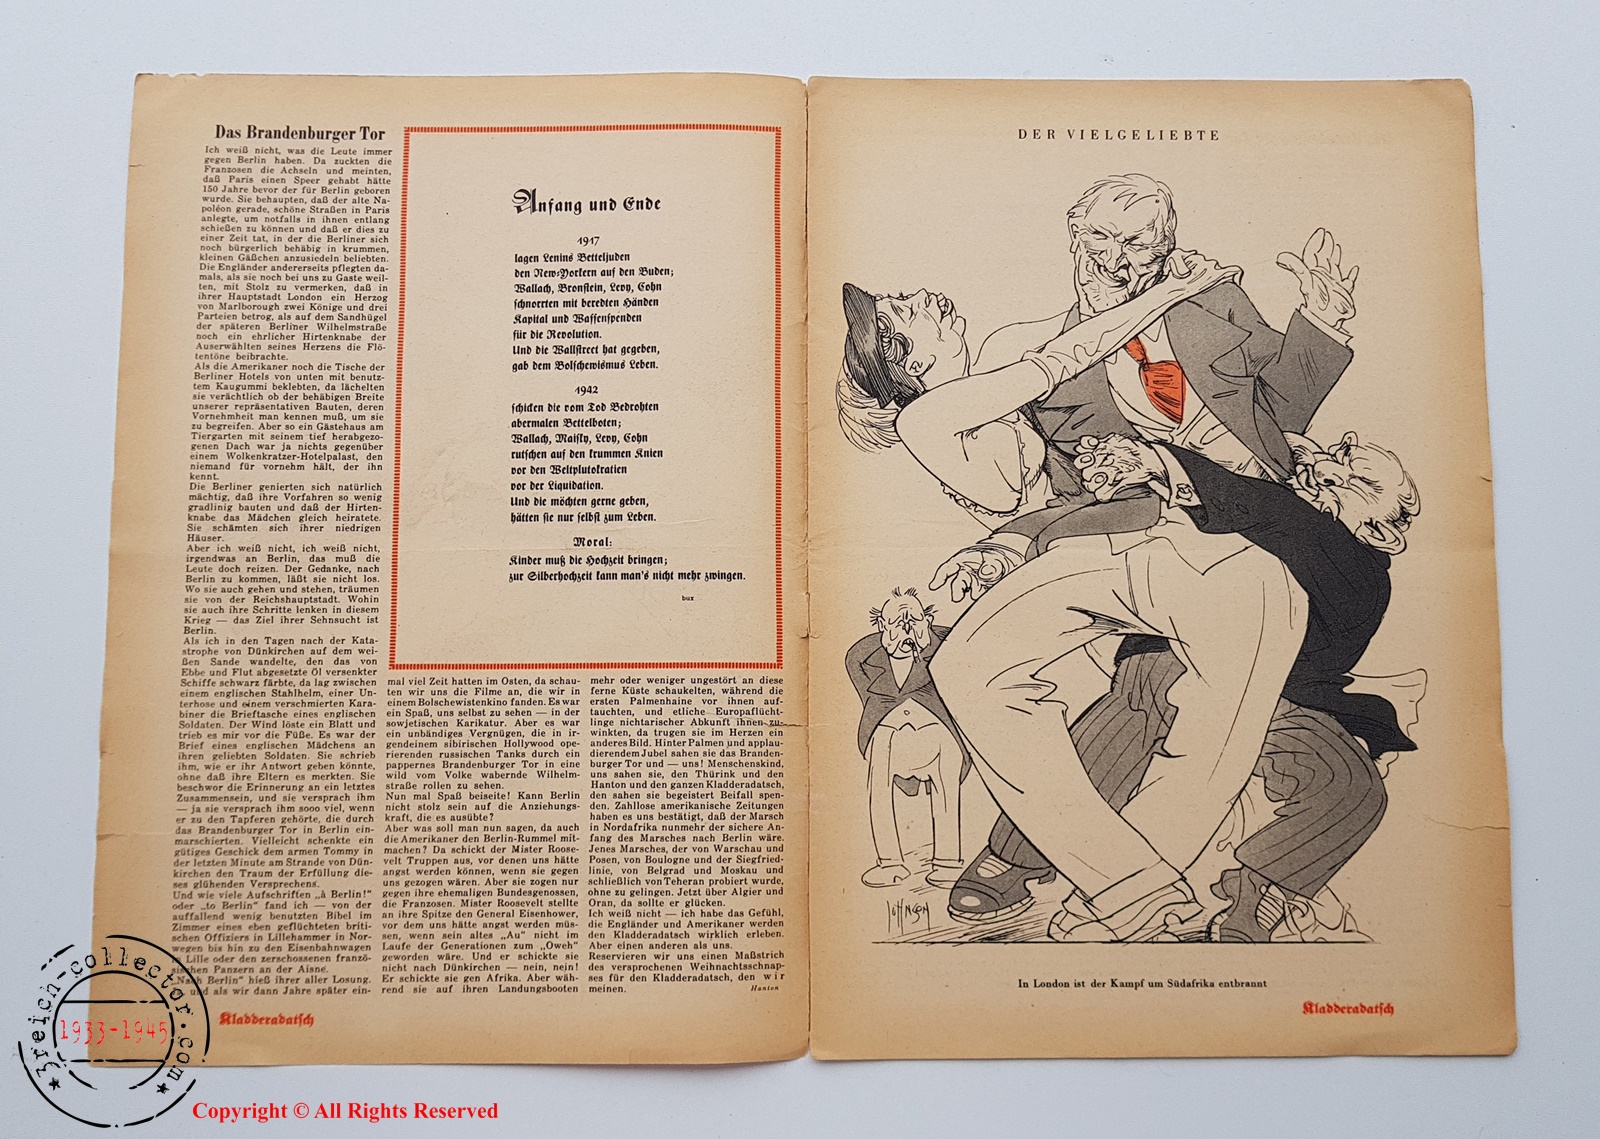 Das Brandenburger Tor
Ich weiß nicht, was die Leute immer
gegen Berlin haben. Da zuckten die
Franzosen die Achseln und meinten,
daß Paris einen Speer gehabt hätte
150 Jahre bevor der für Berlin geboren
wurde. Sie behaupten, daß der alte Na-
poléon gerade, schöne Straßen in Paris
anlegte, um notfalls in ihnen entlang
schießen zu können und daß er dies zu
einer Zeit tat, in der die Berliner sich
noch bürgerlich behäbig in krummen,
kleinen Gäßchen anzusiedeln beliebten.
Die Engländer andererseits pflegten da-
mals, als sie noch bei uns zu Gaste weil-
ten, mit Stolz zu vermerken, daß in
ihrer Hauptstadt London ein Herzog
von Marlborough zwei Könige und drei
Parteien betrog, als auf dem Sandhügel
der späteren Berliner Wilhelmstraße
noch ein ehrlicher Hirtenknabe der
Auserwählten seines Herzens die Flö-
tentöne beibrachte.
Als die Amerikaner noch die Tische der
Berliner Hotels von unten mit benutz-
tem Kaugummi beklebten, da lächelten
sie verächtlich ob der behäbigen Breite
unserer repräsentativen Bauten, deren
Vornehmheit man kennen muß, um sie
zu begreifen. Aber so ein Gästehaus am
Tiergarten mit seinem tief herabgezo-
genen Dach war ja nichts gegenüber
einem Wolkenkratzer-Hotelpalast, den
niemand für vornehm hält, der ihn
kennt.
Die Berliner genierten sich natürlich
mächtig, daß ihre Vorfahren so wenig
gradlinig bauten und daß der Hirten-
knabe das Mädchen gleich heiratete.
Sie schämten sich ihrer niedrigen
Häuser.
Aber ich weiß nicht, ich weiß nicht,
irgendwas an Berlin, das muß die
Leute doch reizen. Der Gedanke, nach
Berlin zu kommen, läßt sie nicht los.
Wo sie auch gehen und stehen, träumen
sie von der Reichshauptstadt. Wohin
sie auch ihre Schritte lenken in diesem
Krieg — das Ziel ihrer Sehnsucht ist
Berlin.
Als ich in den Tagen nach der Kata-
strophe von Dünkirchen auf dem wei-
ßen Sande wandelte, den das von
Ebbe und Flut abgesetzte Öl versenkter
Schiffe schwarz färbte, da lag zwischen
einem englischen Stahlhelm, einer Un-
terhose und einem verschmierten Kara-
biner die Brieftasche eines englischen
Soldaten. Der Wind löste ein Blatt und
trieb es mir vor die Füße. Es war der
Brief eines englischen Mädchens an
ihren geliebten Soldaten. Sie schrieb
ihm, wie er ihr Antwort geben könnte,
ohne daß ihre Eltern es merkten. Sie
beschwor die Erinnerung an ein letztes
Zusammensein, und sie versprach ihm
— ja sie versprach ihm sooo viel, wenn
er zu den Tapferen gehörte, die durch
das Brandenburger Tor in Berlin ein-
marschierten. Vielleicht schenkte ein
gütiges Geschick dem armen Tommy in
der letzten Minute am Strande von Dün-
kirchen den Traum der Erfüllung die-
ses glühenden Versprechens.
Und wie viele Aufschriften „à Berlin!"
oder „to Berlin" fand ich — von der
auffallend wenig benutzten Bibel im
Zimmer eines eben geflüchteten briti-
schen Offiziers in Lillehammer in Nor-
wegen bis hin zu den Eisenbahnwagen
in Lille oder den zerschossenen franzö-
sischen Panzern an der Aisne.
„Nach Berlin" hieß ihrer aller Losung.
und als wir dann Jahre später ein-
Anfang und Ende
1917
lagen Lenins Betteljuden
den New-Yorkern auf den Buden;
Wallach, Bronstein, Levy, Cohn
schnorrten mit beredten Händen
Kapital und Waffenspenden
für die Revolution.
Und die Wallstreet hat gegeben,
gab dem Bolschewismus Leben.
1942
schicken die vom Tod Bedrohten
abermalen Bettelboten;
Wallach, Maisky, Levy, Cohn
rutschen auf den krummen Knien
vor den Weltplutokratien
vor der Liquidation.
Und die möchten gerne geben,
hätten sie nur selbst zum Leben.
Moral:
Kinder muß die Hochzeit bringen;
zur Silberhochzeit kann man's nicht mehr zwingen.
bux
mal viel Zeit hatten im Osten, da schau-
ten wir uns die Filme an, die wir in
einem Bolschewistenkino fanden. Es war
ein Spaß, uns selbst zu sehen — in der
sowjetischen Karikatur. Aber es war
ein unbändiges Vergnügen, die in ir-
gendeinem sibirischen Hollywood ope-
rierenden russischen Tanks durch ein
pappernes Brandenburger Tor in eine
wild vom Volke wabernde Wilhelm-
straße rollen zu sehen.
Nun mal Spaß beiseite! Kann Berlin
nicht stolz sein auf die Anziehungs-
kraft, die es ausübte?
Aber was soll man nun sagen, da auch
die Amerikaner den Berlin-Rummel mit-
machen? Da schickt der Mister Roose-
velt Truppen aus, vor denen uns hätte
angst werden können, wenn sie gegen
uns gezogen wären. Aber sie zogen nur
gegen ihre ehemaligen Bundesgenossen,
die Franzosen. Mister Roosevelt stellte
an ihre Spitze den General Eisenhower,
vor dem uns hätte angst werden müs-
sen, wenn sein altes „Au" nicht im
Laufe der Generationen zum „Oweh"
geworden wäre. Und er schickte sie
nicht nach Dünkirchen — nein, nein!
Er schickte sie gen Afrika. Aber wäh-
rend sie auf ihren Landungsbooten
mehr oder weniger ungestört an diese
ferne Küste schaukelten, während die
ersten Palmenhaine vor ihnen auf-
tauchten, und etliche Europaflücht-
linge nichtarischer Abkunft ihnen zu-
winkten, da trugen sie im Herzen ein
anderes Bild. Hinter Palmen und applau-
dierendem Jubel sahen sie das Branden-
burger Tor und — uns! Menschenskind,
uns sahen sie, den Thürink und den
Hanton und den ganzen Kladderadatsch,
den sahen sie begeistert Beifall spen-
den. Zahllose amerikanische Zeitungen
haben es uns bestätigt, daß der Marsch
in Nordafrika nunmehr der sichere An-
fang des Marsches nach Berlin wäre.
Jenes Marsches, der von Warschau und
Posen, von Boulogne und der Siegfried-
linie, von Belgrad und Moskau und
schließlich von Teheran probiert wurde,
ohne zu gelingen. Jetzt über Algier und
Oran, da sollte er glücken.
Ich weiß nicht — ich habe das Gefühl,
die Engländer und Amerikaner werden
den Kladderadatsch wirklich erleben.
Aber einen anderen als uns.
Reservieren wir uns einen Maßstrich
des versprochenen Weihnachtsschnap-
ses für den Kladderadatsch, den wir
meinen.
Hanton
Kladderadatsch
DER VIELGELIEBTE
JOHNSON
In London ist der Kampf um Südafrika entbrannt
Kladderadatsch
3reich-collector.com
1933-1945
Copyright © All Rights Reserved